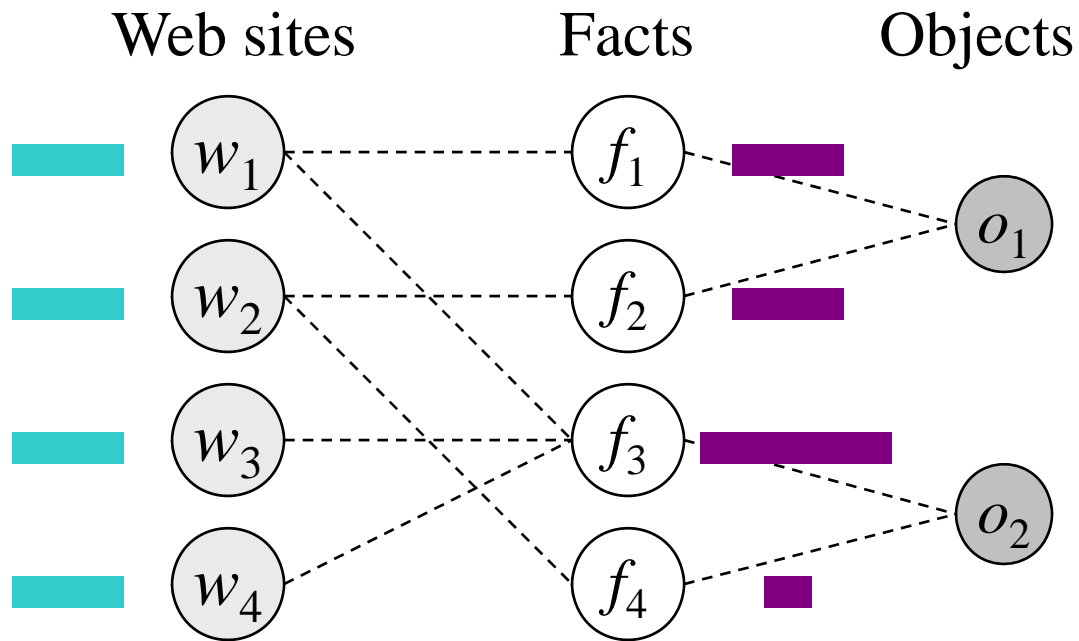 Web sites Facts Objects
w1 f1
o1
w2 f2
w3 f3
o2
w4 f4